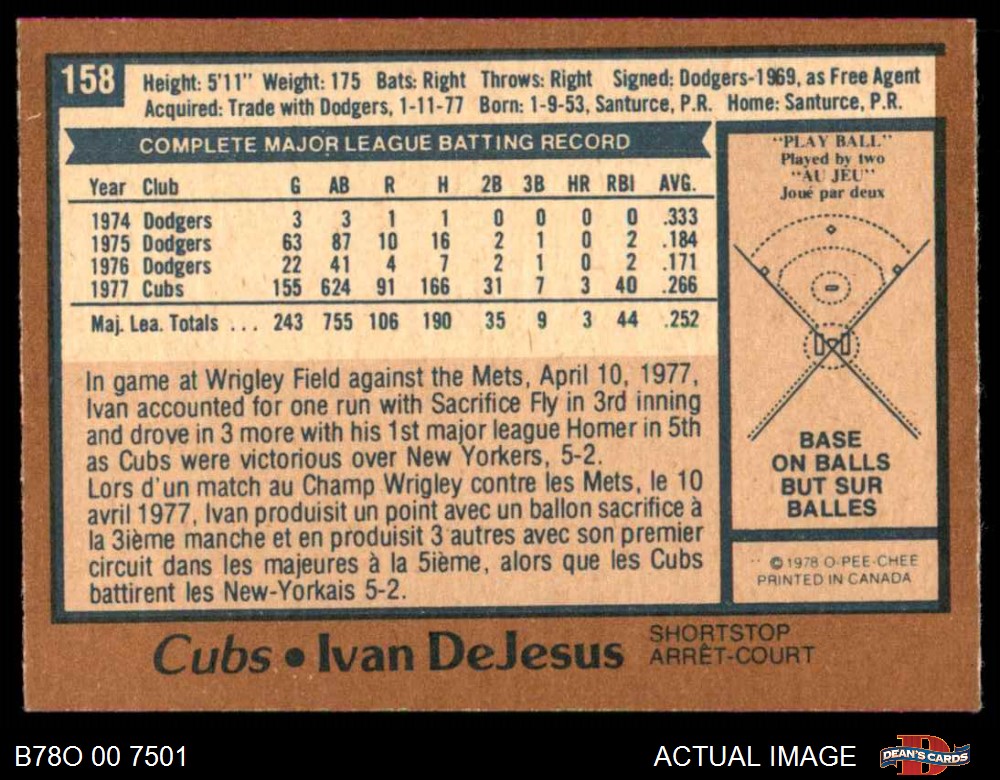 158
Height: 5'11" Weight: 175 Bats: Right Throws: Right Signed: Dodgers-1969, as Free Agent
Acquired: Trade with Dodgers, 1-11-77 Born: 1-9-53, Santurce, P.R. Home: Santurce, P.R.
COMPLETE MAJOR LEAGUE BATTING RECORD
Year Club G AB R H 2B 3B HR RBI AVG.
1974 Dodgers 3 3 1 1 0 0 0 0 .333
1975 Dodgers 63 87 10 16 2 1 0 2 .184
1976 Dodgers 22 41 4 7 2 1 0 2 .171
1977 Cubs 155 624 91 166 31 7 3 40 .266
Maj. Lea. Totals ... 243 755 106 190 35 9 3 44 .252
In game at Wrigley Field against the Mets, April 10, 1977,
Ivan accounted for one run with Sacrifice Fly in 3rd inning
and drove in 3 more with his 1st major league Homer in 5th
as Cubs were victorious over New Yorkers, 5-2.
Lors d'un match au Champ Wrigley contre les Mets, le 10
avril 1977, Ivan produisit un point avec un ballon sacrifice à
la 3ième manche et en produisit 3 autres avec son premier
circuit dans les majeures à la 5ième, alors que les Cubs
battirent les New-Yorkais 5-2.
"PLAY BALL"
Played by two
"AU JEU"
Joué par deux
BASE
ON BALLS
BUT SUR
BALLES
© 1978 O-PEE-CHEE
PRINTED IN CANADA
Cubs • Ivan DeJesus
SHORTSTOP
ARRÊT-COURT
B78O 00 7501
ACTUAL IMAGE
DEAN'S CARDS